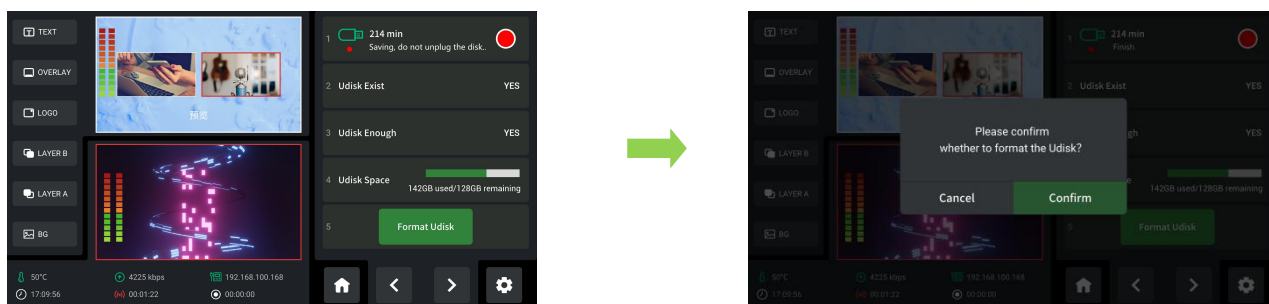 TEXT
OVERLAY
LOGO
LAYER B
LAYER A
BG
预览
1
214 min
Saving, do not unplug the disk..
2 Udisk Exist YES
3 Udisk Enough YES
4 Udisk Space
142GB used/128GB remaining
5 Format Udisk
50°C 4225 kbps 192.168.100.168
17:09:56 00:01:22 00:00:00
TEXT
OVERLAY
LOGO
LAYER B
LAYER A
BG
1
214 min
Finish
2 Udisk Exist YES
gh YES
e
142GB used/128GB remaining
5 Format Udisk
Please confirm
whether to format the Udisk?
Cancel Confirm
50°C 4225 kbps 192.168.100.168
17:09:56 00:01:22 00:00:00